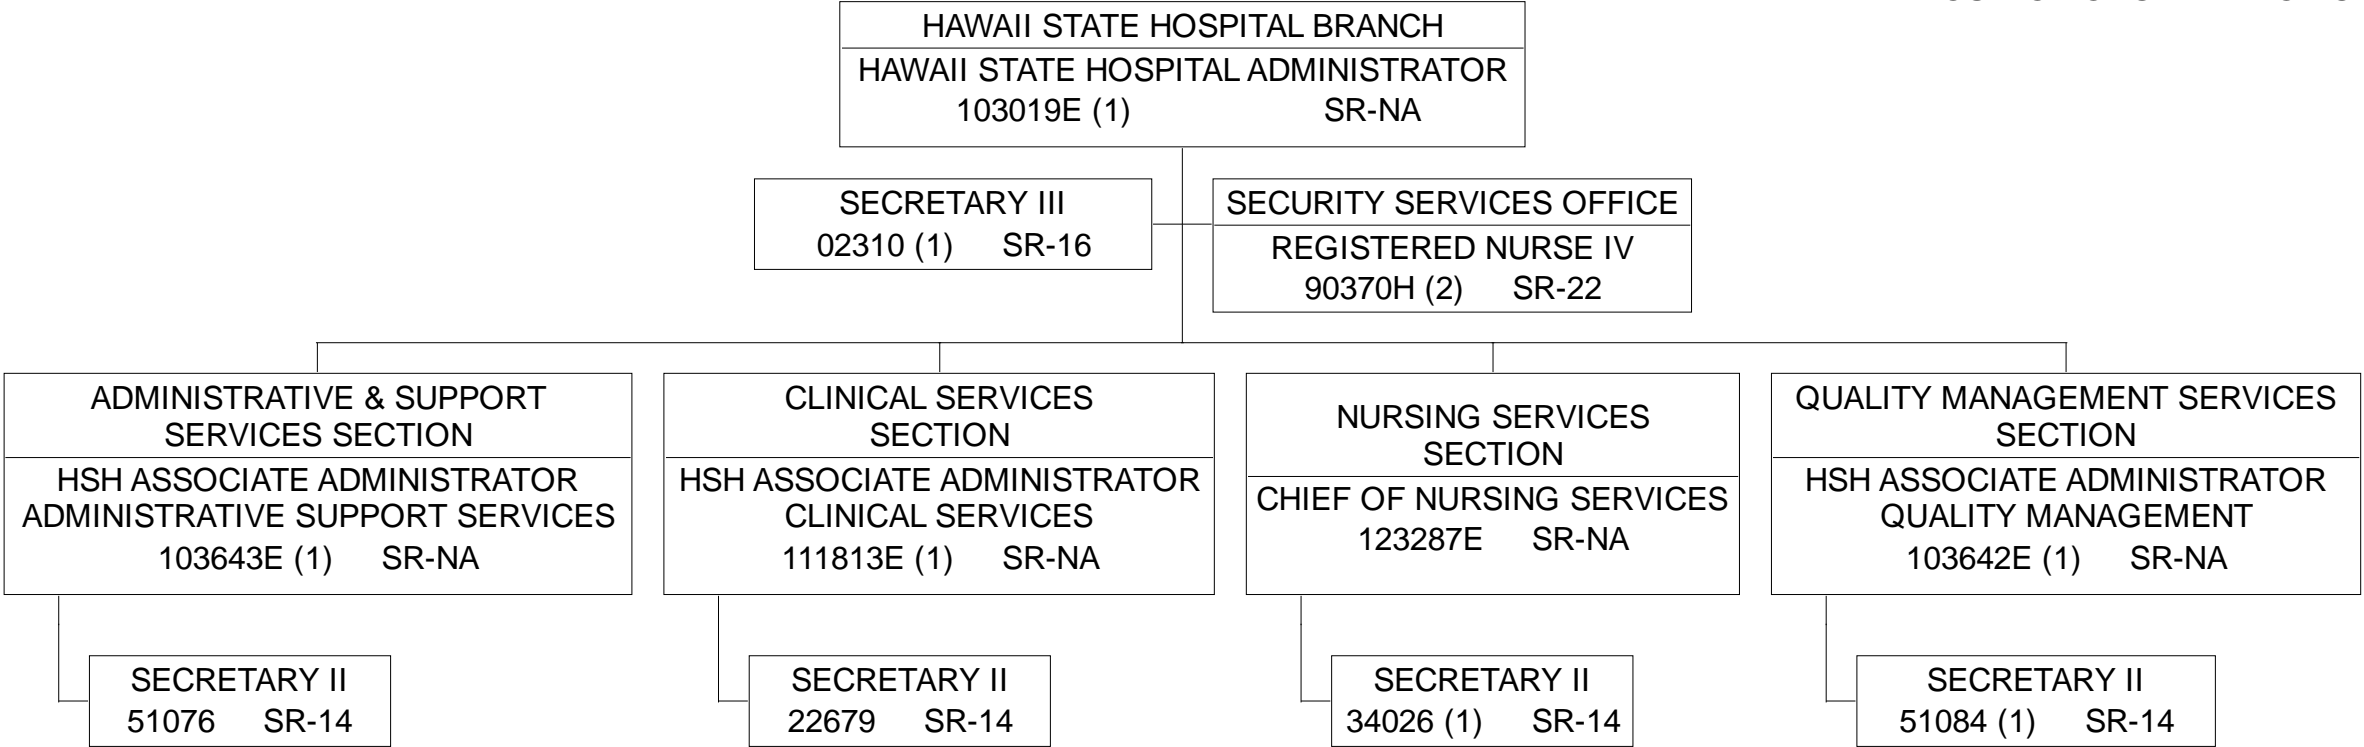 HAWAII STATE HOSPITAL BRANCH
HAWAII STATE HOSPITAL ADMINISTRATOR
103019E (1) SR-NA
SECRETARY III
02310 (1) SR-16
SECURITY SERVICES OFFICE
REGISTERED NURSE IV
90370H (2) SR-22
ADMINISTRATIVE & SUPPORT
SERVICES SECTION
HSH ASSOCIATE ADMINISTRATOR
ADMINISTRATIVE SUPPORT SERVICES
103643E (1) SR-NA
CLINICAL SERVICES
SECTION
HSH ASSOCIATE ADMINISTRATOR
CLINICAL SERVICES
111813E (1) SR-NA
NURSING SERVICES
SECTION
CHIEF OF NURSING SERVICES
123287E SR-NA
QUALITY MANAGEMENT SERVICES
SECTION
HSH ASSOCIATE ADMINISTRATOR
QUALITY MANAGEMENT
103642E (1) SR-NA
SECRETARY II
51076 SR-14
SECRETARY II
22679 SR-14
SECRETARY II
34026 (1) SR-14
SECRETARY II
51084 (1) SR-14